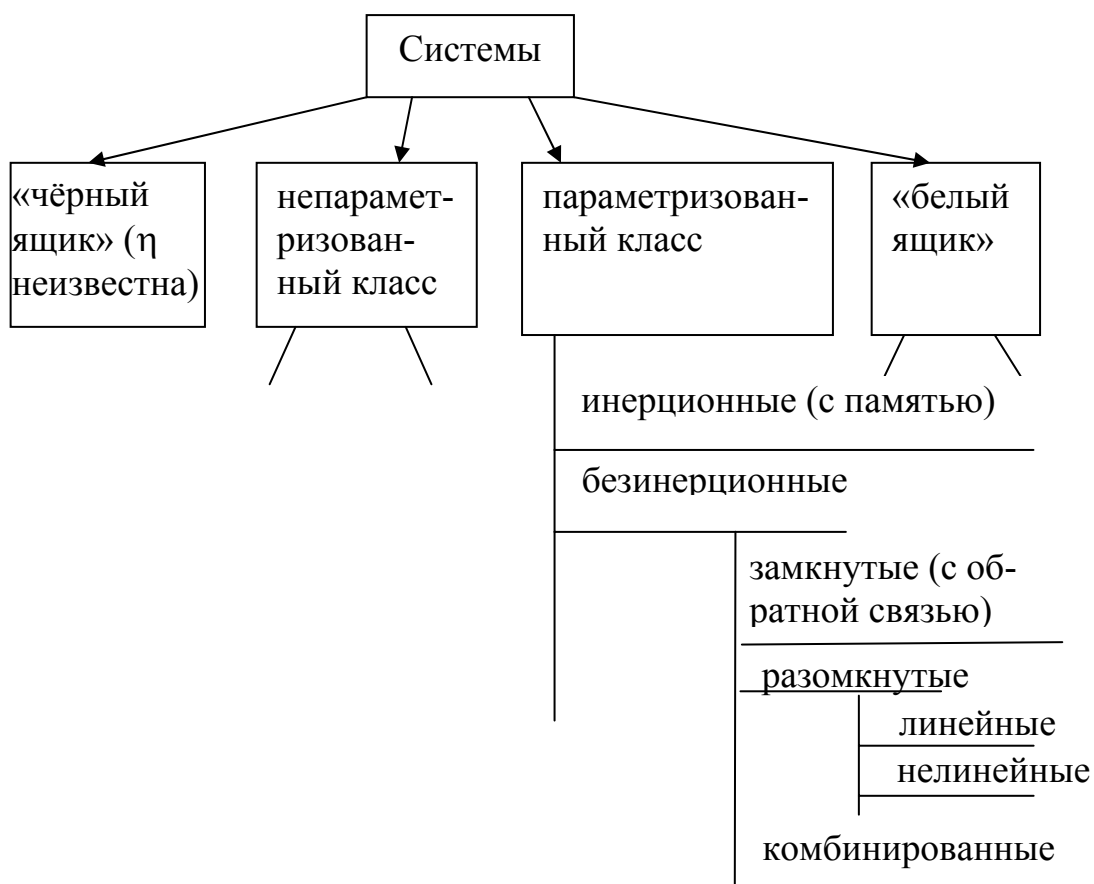 Системы
«чёрный
ящик» (η
неизвестна)
непарамет-
ризован-
ный класс
параметризован-
ный класс
«белый
ящик»
инерционные (с памятью)
безинерционные
замкнутые (с об-
ратной связью)
разомкнутые
линейные
нелинейные
комбинированные